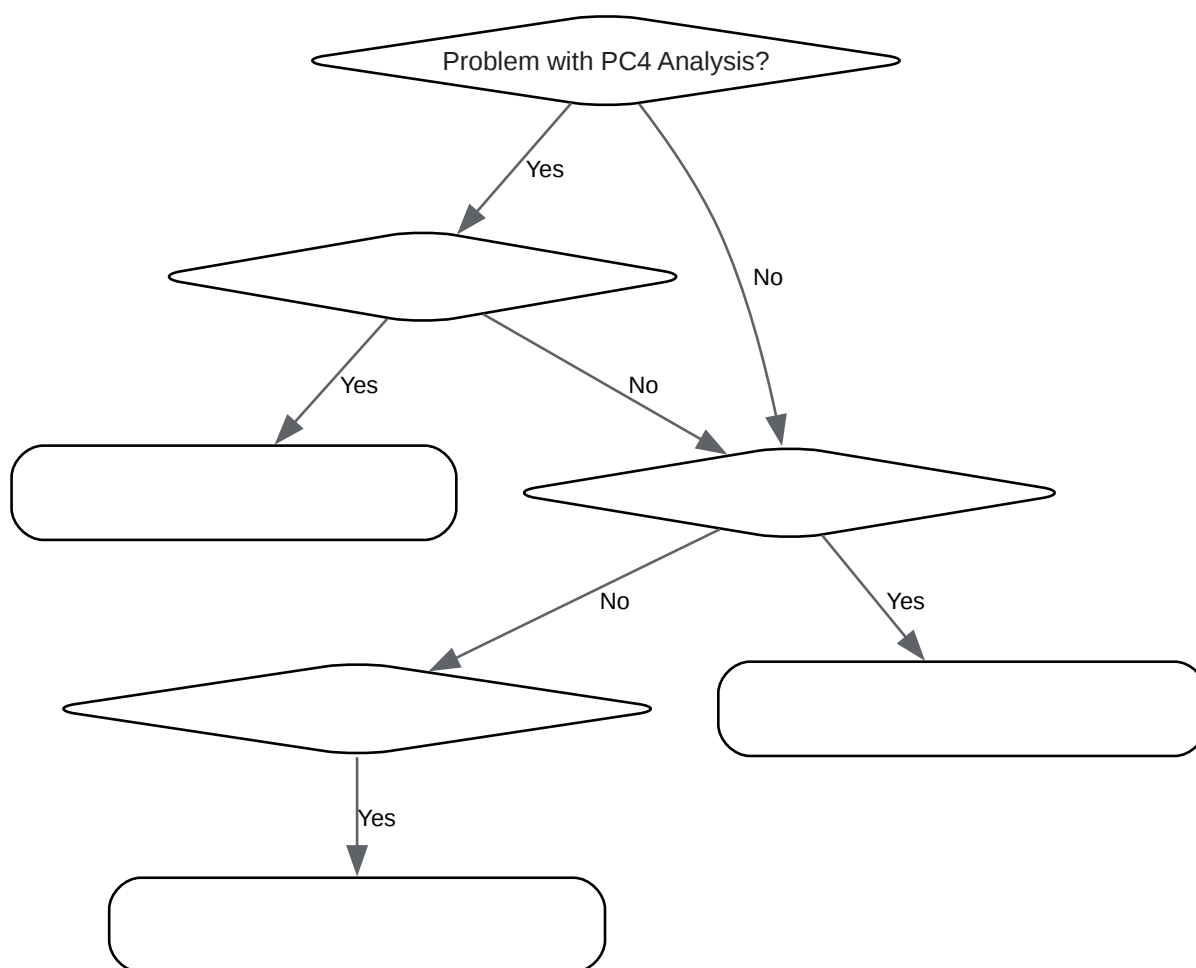 Problem with PC4 Analysis?
Yes
No
Yes
No
No
Yes
Yes